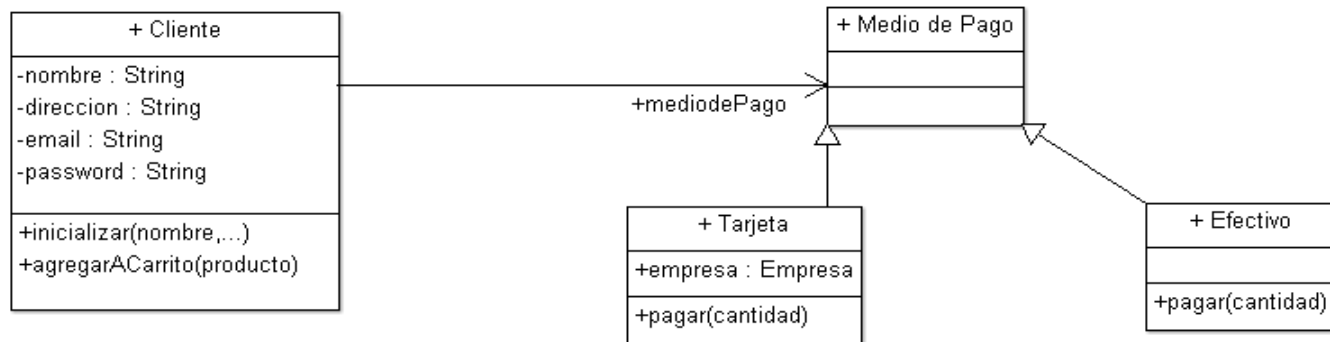 + Cliente
-nombre : String
-direccion : String
-email : String
-password : String
+inicializar(nombre,...)
+agregarACarrito(producto)
+mediodePago
+ Medio de Pago
+ Tarjeta
+empresa : Empresa
+pagar(cantidad)
+ Efectivo
+pagar(cantidad)